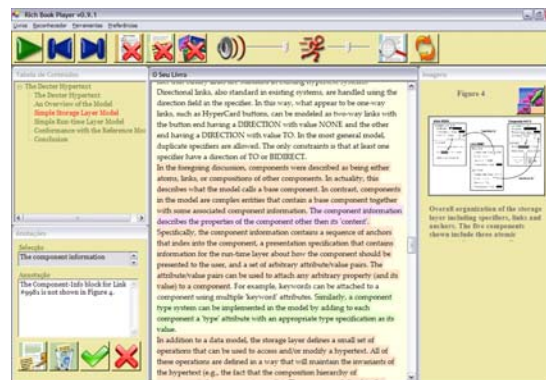 Rich Book Player v0.9.1
Livros Reconhecedor Ferramentas Preferências
Tabela de Conteúdos
The Dexter Hypertext
The Dexter Hypertext
An Overview of the Model
Simple Storage Layer Model
Simple Run-time Layer Model
Conformance with the Reference Mo
Conclusion
Selecção
The component information
Anotação
The Component-Info block for Link
#9981 is not shown in Figure 4.
O Seu Livro
Directional links, also standard in existing systems, are handled using the
direction field in the specifier. In this way, what appear to be one-way
links, such as HyperCard buttons, can be modeled as two-way links with
the button end having a DIRECTION with value NONE and the other
end having a DIRECTION with value TO. In the most general model,
duplicate specifiers are allowed. The only constraints is that at least one
specifier have a direction of TO or BIDIRECT.
In the foregoing discussion, components were described as being either
atoms, links, or compositions of other components. In actuality; this
describes what the model calls a base component. In contrast, components
in the model are complex entities that contain a base component together
with some associated component information. The component information
describes the properties of the component other then its 'content'.
Specifically, the component information contains a sequence of anchors
that index into the component, a presentation specification that contains
information for the run-time layer about how the component should be
presented to the user, and a set of arbitrary attribute/value pairs. The
attribute/value pairs can be used to attach any arbitrary property (and its
value) to a component. For example, keywords can be attached to a
component using multiple 'keyword' attributes. Similarly, a component
type system can be implemented in the model by adding to each
component a 'type' attribute with an appropriate type specification as its
value.
In addition to a data model, the storage layer defines a small set of
operations that can be used to access and/or modify a hypertext. All of
these operations are defined in a way that will maintain the invariants of
the hypertext (e.g., the fact that the composition hierarchy of
Imagens
Figure 4
Overall organization of the storage
layer including specifiers, links and
anchors. The five components
shown include three atomic